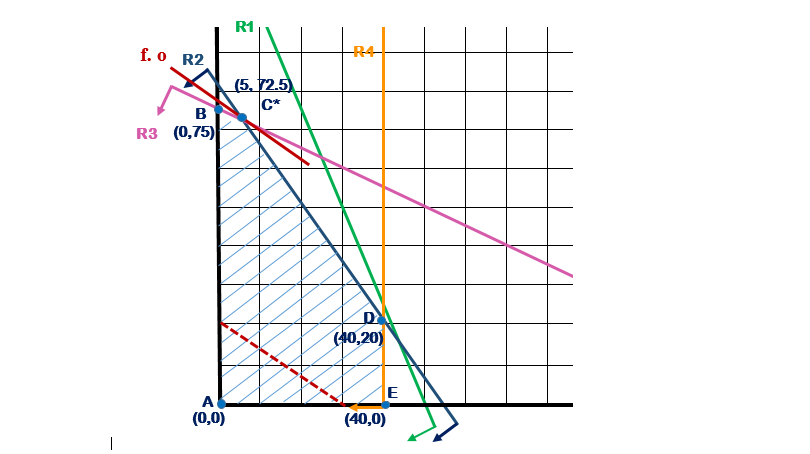 R1
R4
f. o
R2
(5, 72.5)
C*
B
R3
(0,75)
D
(40,20)
E
A
(0,0)
(40,0)